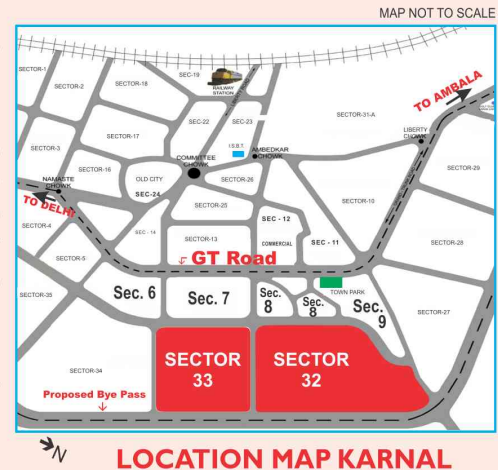 MAP NOT TO SCALE
SECTOR-1
SECTOR-2
SECTOR-18
SEC-19
RAILWAY
STATION
LIBERTY ROAD
TO AMBALA
SECTOR-3
SECTOR-17
SEC-22
SEC-23
SECTOR-31-A
LIBERTY
CHOWK
I.S.B.T.
AMBEDKAR
CHOWK
COMMITTEE
CHOWK
SECTOR-16
OLD CITY
SEC-24
SECTOR-26
SECTOR-29
NAMASTE
CHOWK
TO DELHI
SECTOR-25
SECTOR-10
SECTOR-4
SEC - 14
SECTOR-13
SEC - 12
COMMERCIAL
SEC - 11
SECTOR-28
SECTOR-5
GT Road
SECTOR-35
Sec. 6
Sec. 7
Sec.
8
Sec.
8
TOWN PARK
Sec.
9
SECTOR-27
SECTOR-34
SECTOR
33
SECTOR
32
Proposed Bye Pass
N
LOCATION MAP KARNAL